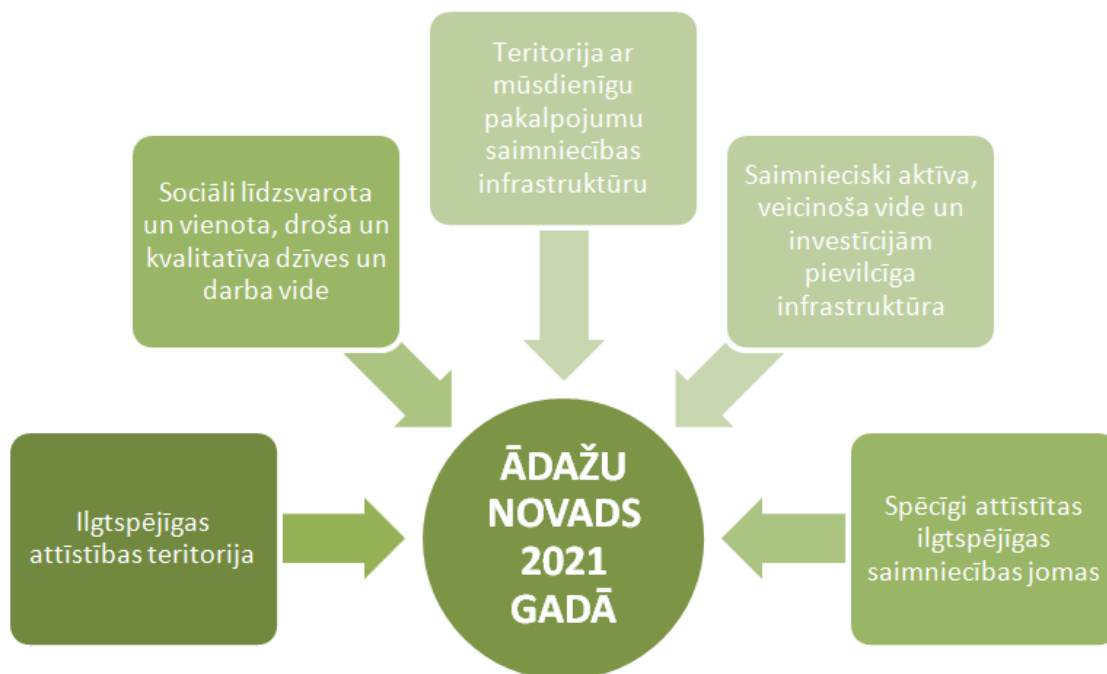 Teritorija ar
mūsdienīgu
pakalpojumu
saimniecības
infrastruktūru
Sociāli līdzsvarota
un vienota, droša un
kvalitatīva dzīves un
darba vide
Saimnieciski aktīva,
veicinoša vide un
investīcijām
pievilcīga
infrastruktūra
Ilgtspējīgas
attīstības teritorija
ĀDAŽU
NOVADS
2021
GADĀ
Spēcīgi attīstītas
ilgtspējīgas
saimniecības jomas